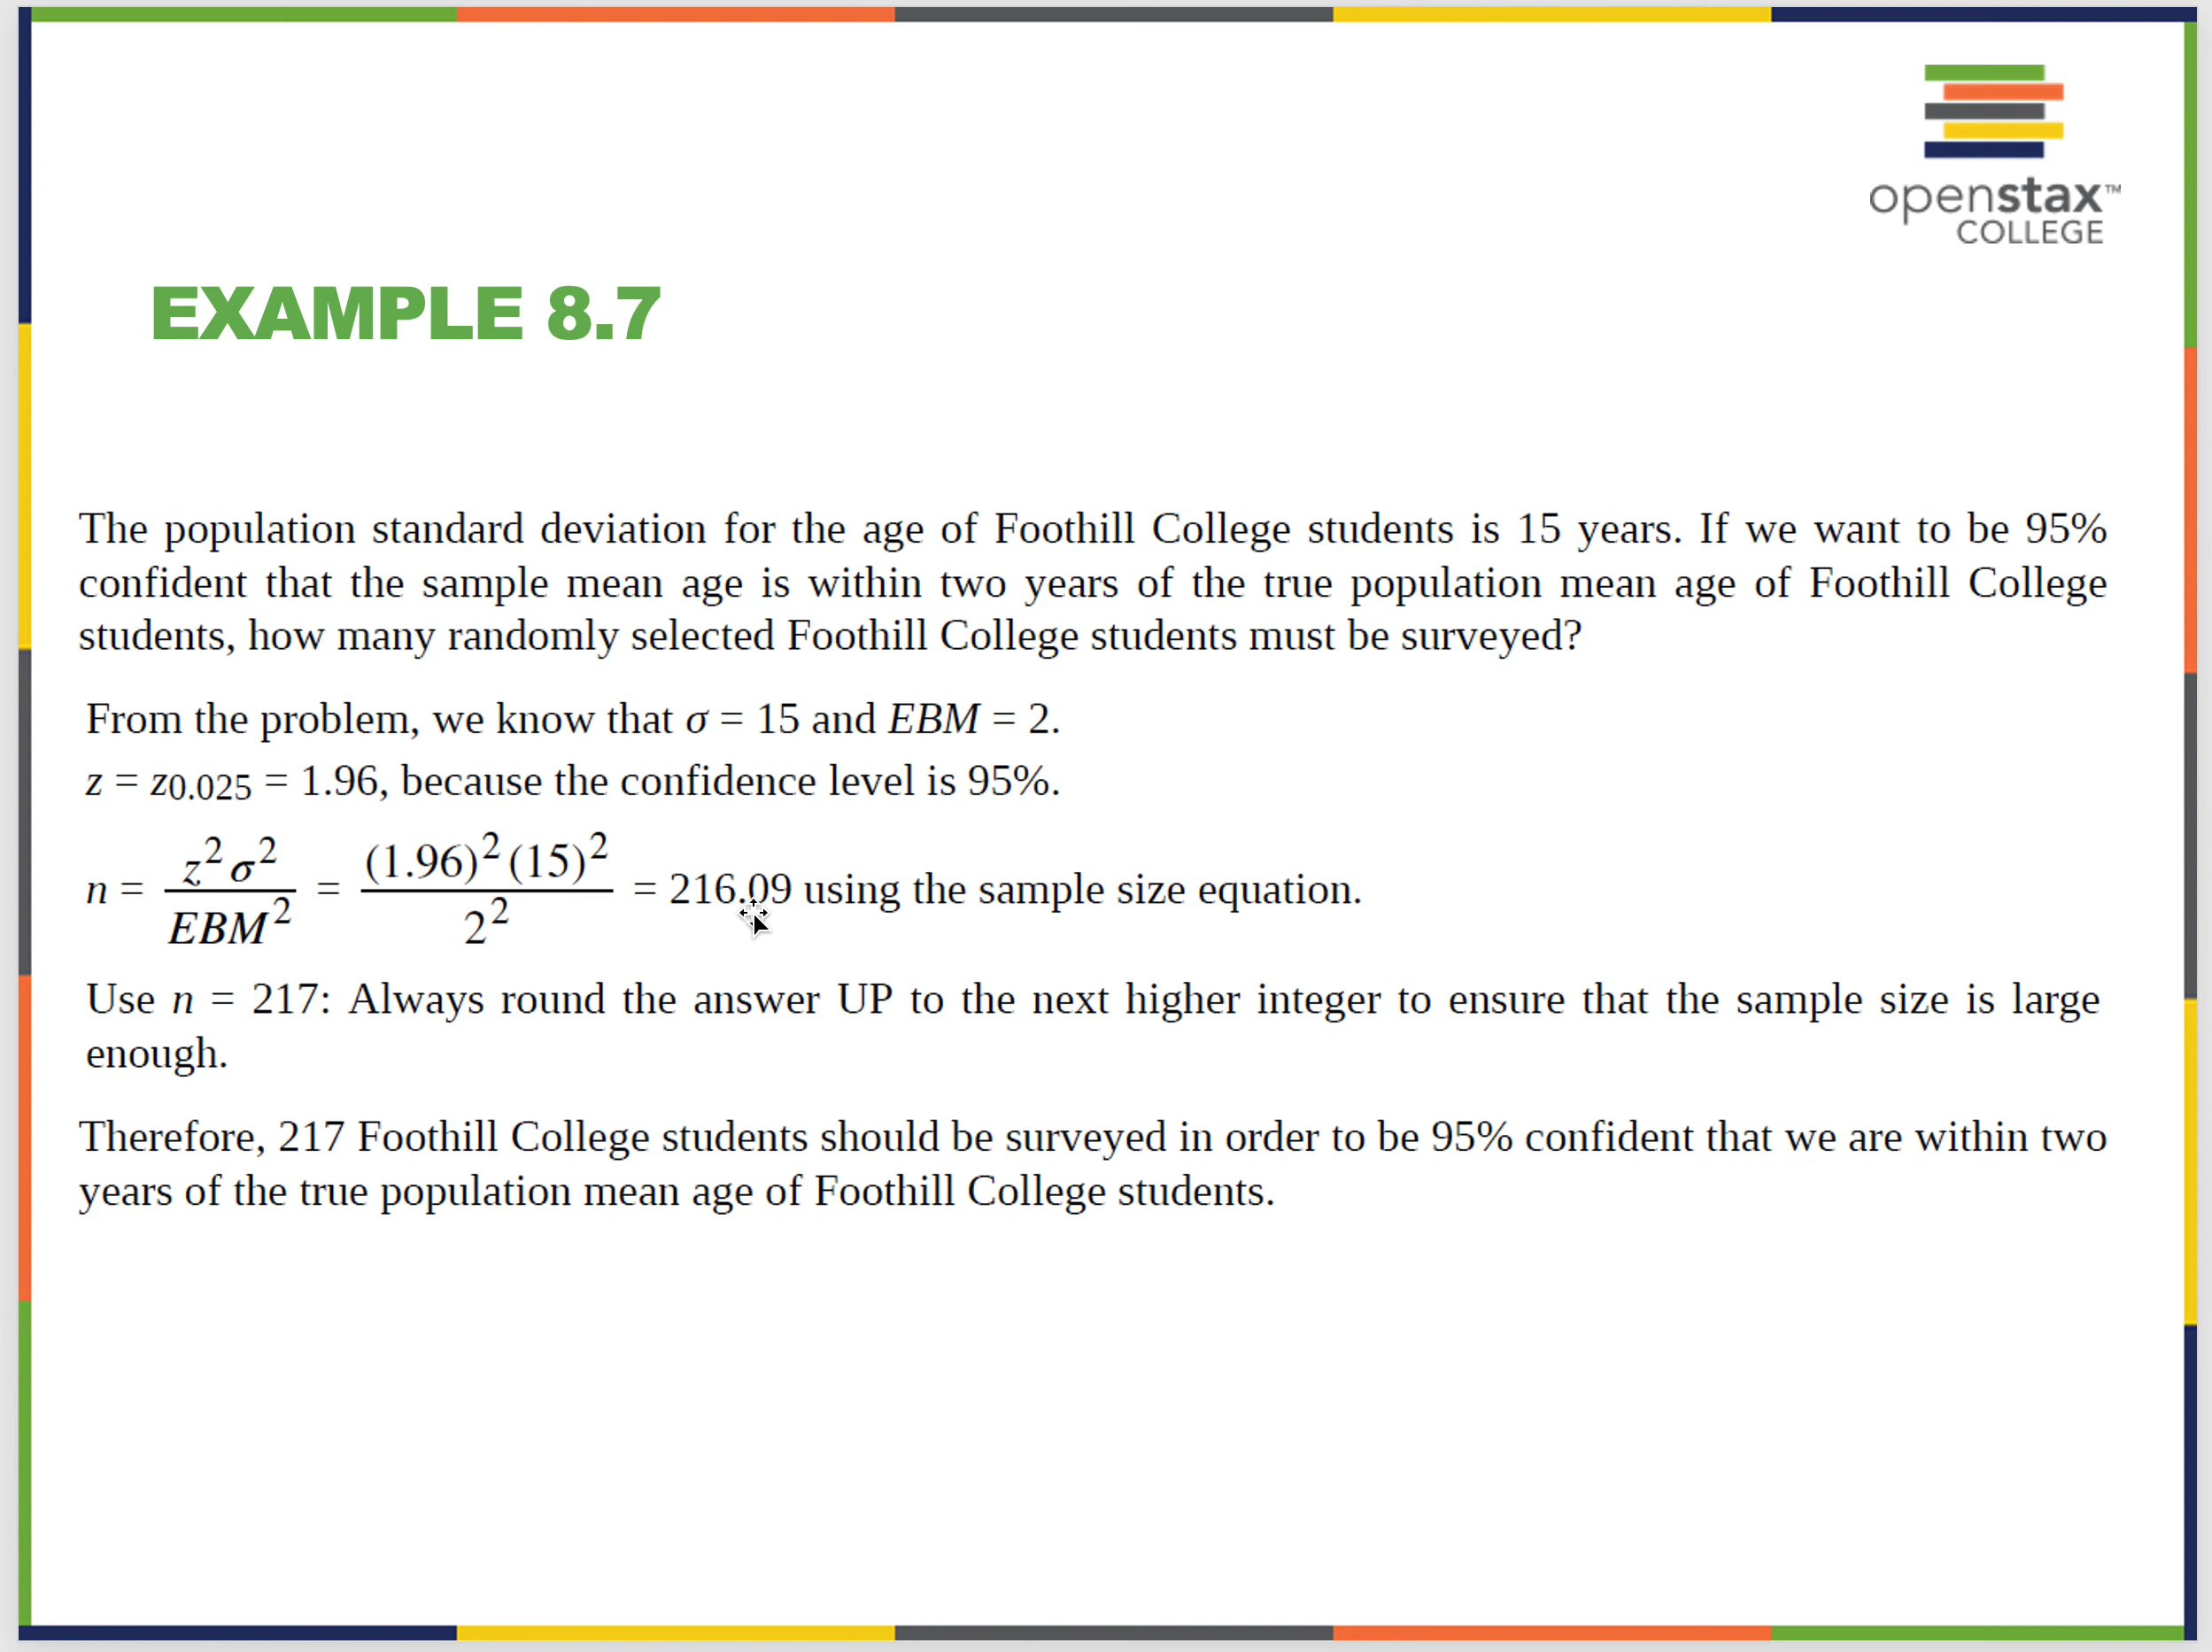 openstax™
COLLEGE
EXAMPLE 8.7
The population standard deviation for the age of Foothill College students is 15 years. If we want to be 95%
confident that the sample mean age is within two years of the true population mean age of Foothill College
students, how many randomly selected Foothill College students must be surveyed?
From the problem, we know that σ = 15 and EBM = 2.
z = z0.025 = 1.96, because the confidence level is 95%.
n = z²σ² / EBM² = (1.96)²(15)² / 2² = 216.09 using the sample size equation.
Use n = 217: Always round the answer UP to the next higher integer to ensure that the sample size is large
enough.
Therefore, 217 Foothill College students should be surveyed in order to be 95% confident that we are within two
years of the true population mean age of Foothill College students.